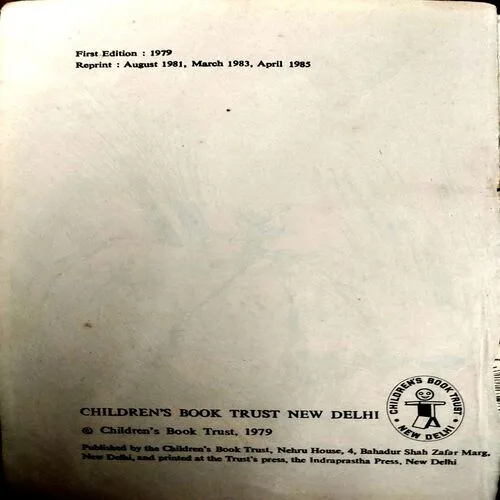 First Edition : 1979
Reprint : August 1981, March 1983, April 1985
CHILDREN'S BOOK TRUST NEW DELHI
© Children's Book Trust, 1979
Published by the Children's Book Trust, Nehru House, 4, Bahadur Shah Zafar Marg,
New Delhi, and printed at the Trust's press, the Indraprastha Press, New Delhi
CHILDREN'S BOOK TRUST
NEW DELHI